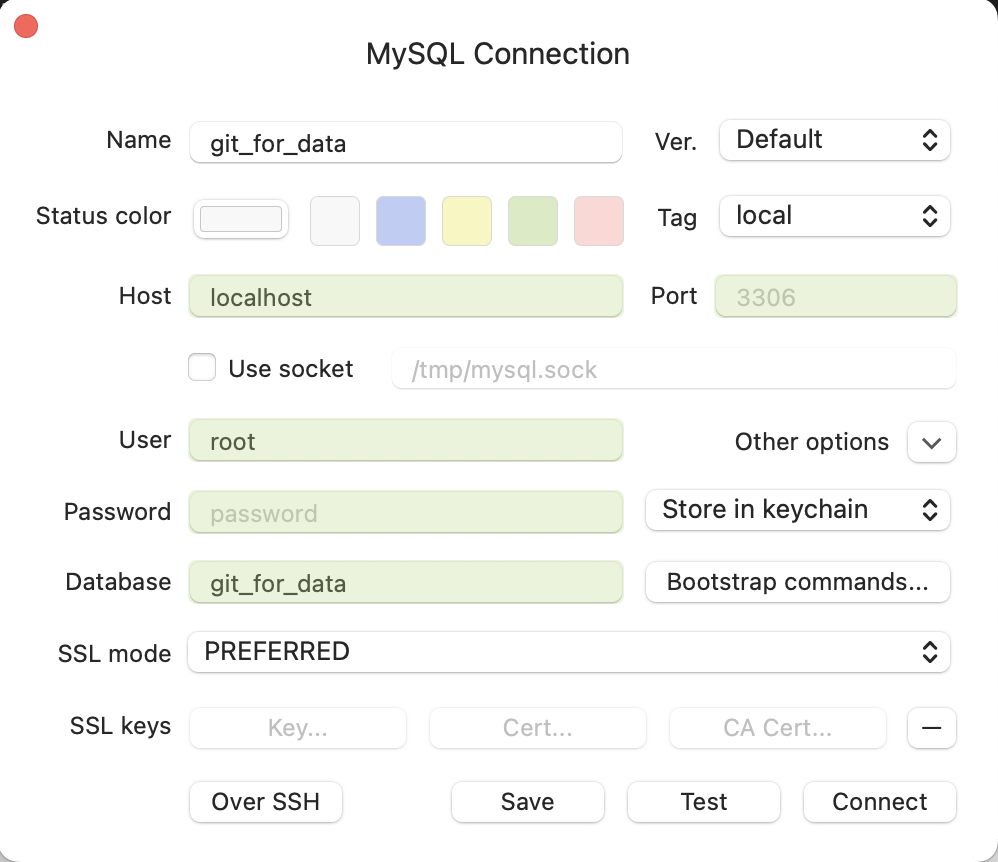 MySQL Connection
Name git_for_data Ver. Default
Status color Tag local
Host localhost Port 3306
Use socket /tmp/mysql.sock
User root Other options
Password password Store in keychain
Database git_for_data Bootstrap commands...
SSL mode PREFERRED
SSL keys Key... Cert... CA Cert...
Over SSH Save Test Connect